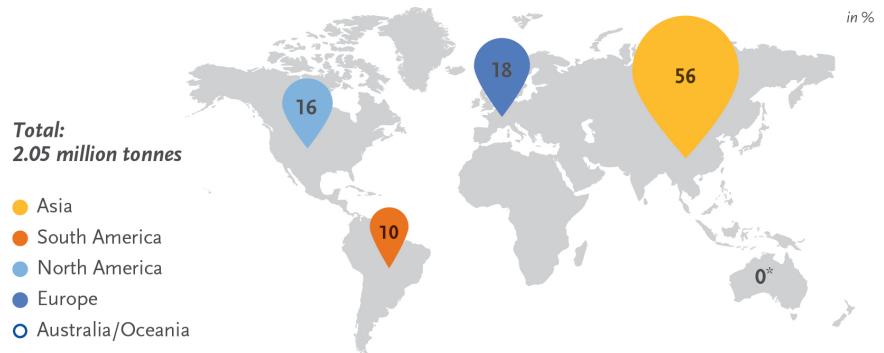 in %
18
56
16
Total:
2.05 million tonnes
Asia
10
South America
North America
0*
Europe
Australia/Oceania